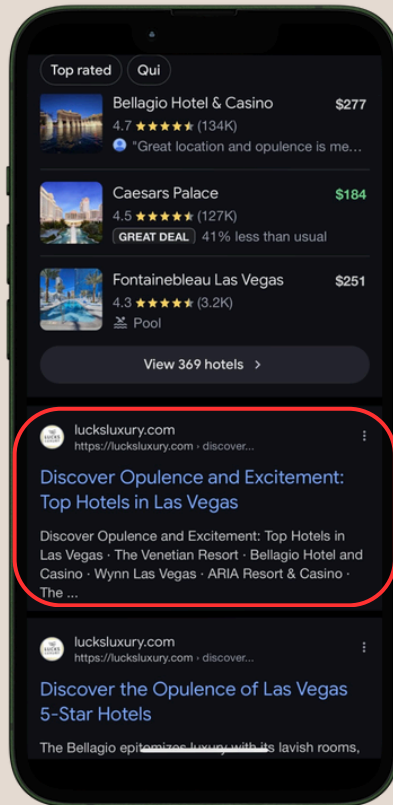 Top rated
Qui
Bellagio Hotel & Casino $277
4.7 (134K)
"Great location and opulence is me...
Caesars Palace $184
4.5 (127K)
GREAT DEAL 41% less than usual
Fontainebleau Las Vegas $251
4.3 (3.2K)
Pool
View 369 hotels >
lucksluxury.com
https://lucksluxury.com › discover...
Discover Opulence and Excitement:
Top Hotels in Las Vegas
Discover Opulence and Excitement: Top Hotels in
Las Vegas · The Venetian Resort · Bellagio Hotel and
Casino · Wynn Las Vegas · ARIA Resort & Casino ·
The ...
lucksluxury.com
https://lucksluxury.com › discover...
Discover the Opulence of Las Vegas
5-Star Hotels
The Bellagio epitomizes luxury with its lavish rooms,